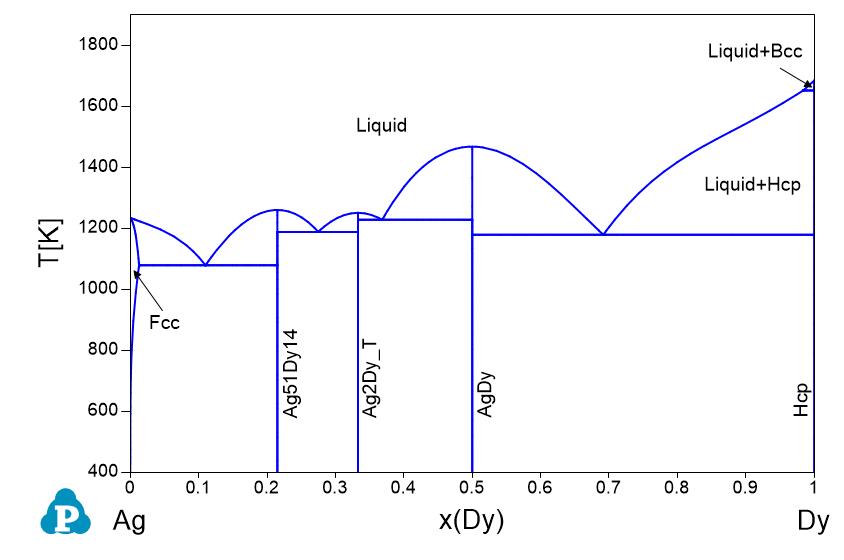 1800
1600
1400
1200
1000
800
600
400
T[K]
Liquid+Bcc
Liquid
Liquid+Hcp
Fcc
Ag51Dy14
Ag2Dy_T
AgDy
Hcp
0 0.1 0.2 0.3 0.4 0.5 0.6 0.7 0.8 0.9 1
P
Ag x(Dy) Dy